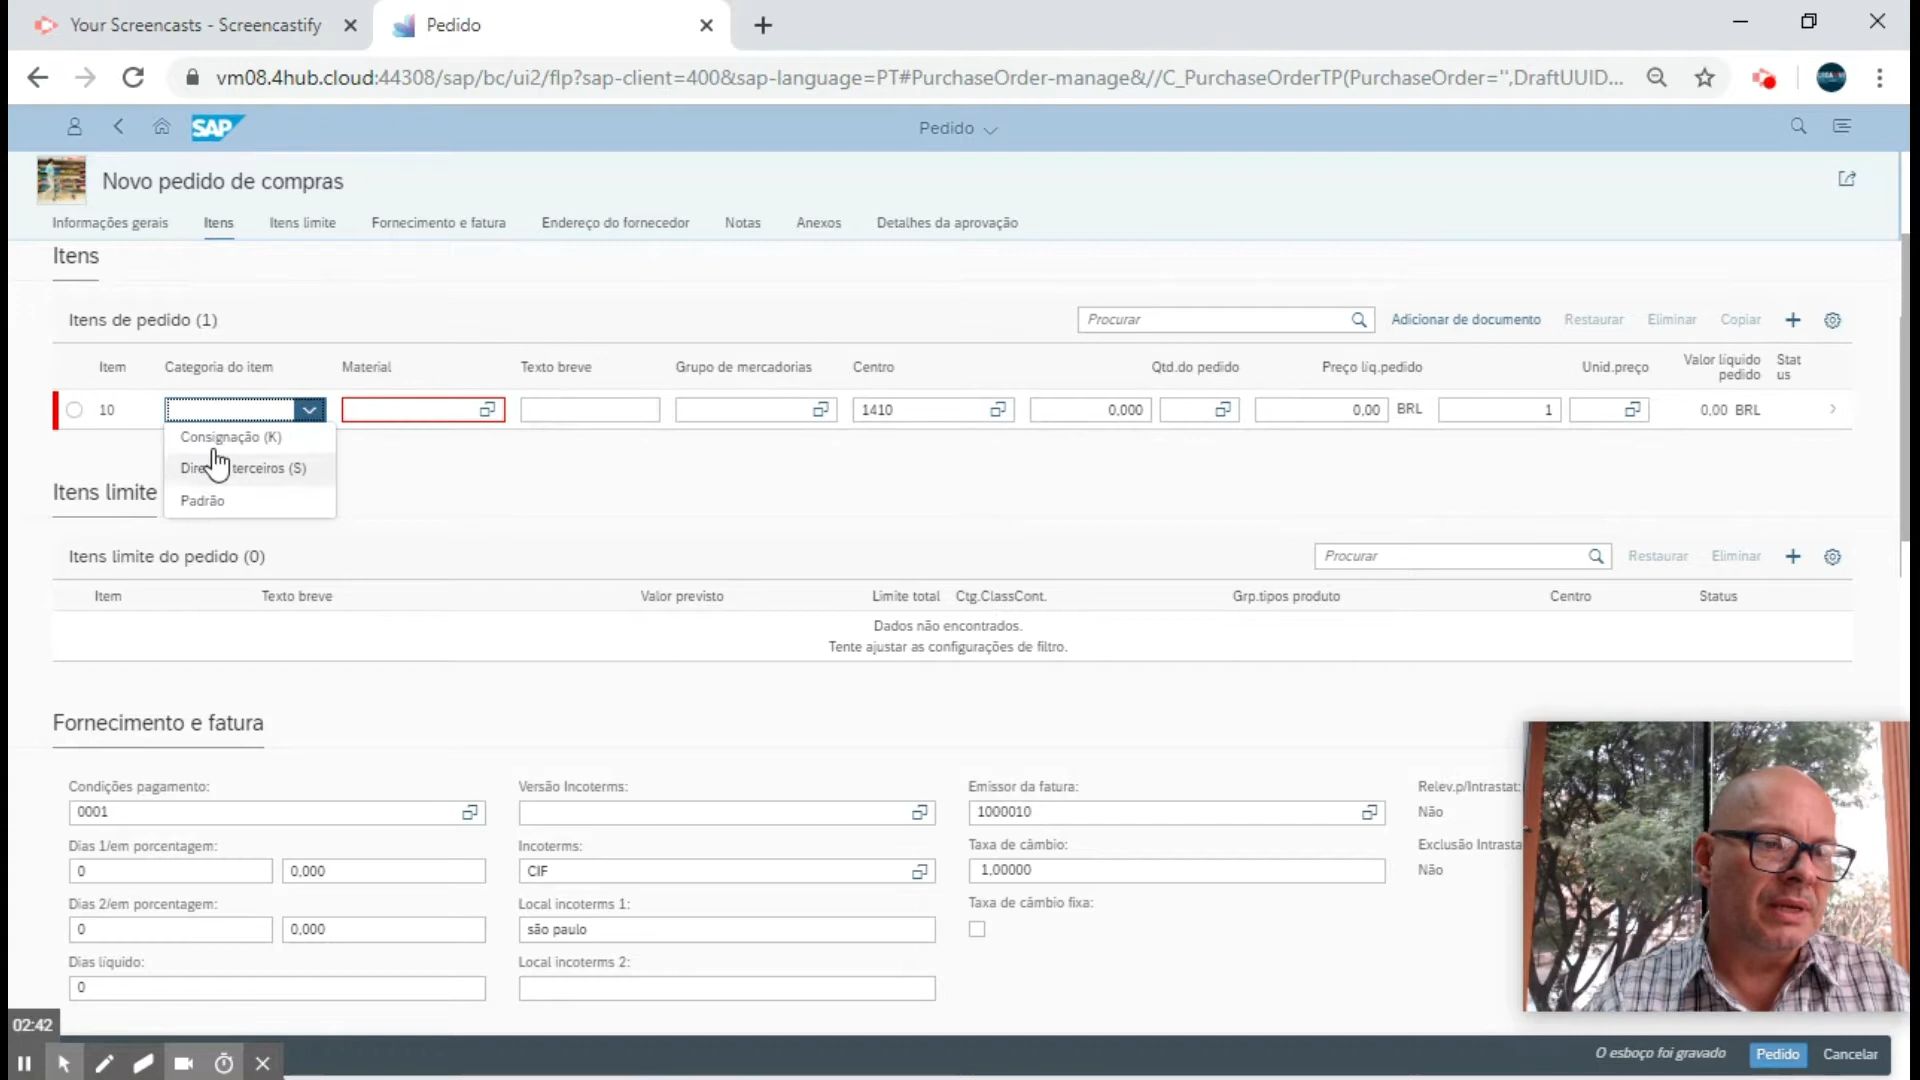 Your Screencasts - Screencastify
Pedido
vm08.4hub.cloud:44308/sap/bc/ui2/flp?sap-client=400&sap-language=PT#PurchaseOrder-manage&//C_PurchaseOrderTP(PurchaseOrder='',DraftUUID...
SAP
Pedido
Novo pedido de compras
Informações gerais Itens Itens limite Fornecimento e fatura Endereço do fornecedor Notas Anexos Detalhes da aprovação
Itens
Itens de pedido (1) Procurar Adicionar de documento Restaurar Eliminar Copiar
Item Categoria do item Material Texto breve Grupo de mercadorias Centro Qtd.do pedido Preço líq.pedido Unid.preço Valor líquido pedido Stat us
10 1410 0,000 0,00 BRL 1 0,00 BRL
Consignação (K)
terceiros (S)
Padrão
Itens limite
Itens limite do pedido (0) Procurar Restaurar Eliminar
Item Texto breve Valor previsto Limite total Ctg.ClassCont. Grp.tipos produto Centro Status
Dados não encontrados.
Tente ajustar as configurações de filtro.
Fornecimento e fatura
Condições pagamento: Versão Incoterms: Emissor da fatura: Relev.p/Intrastat:
0001 1000010 Não
Dias 1/em porcentagem: Incoterms: Taxa de câmbio: Exclusão Intrasta
0 0,000 CIF 1,00000 Não
Dias 2/em porcentagem: Local incoterms 1: Taxa de câmbio fixa:
0 0,000 são paulo
Dias líquido: Local incoterms 2:
0
02:42
O esboço foi gravado Pedido Cancelar